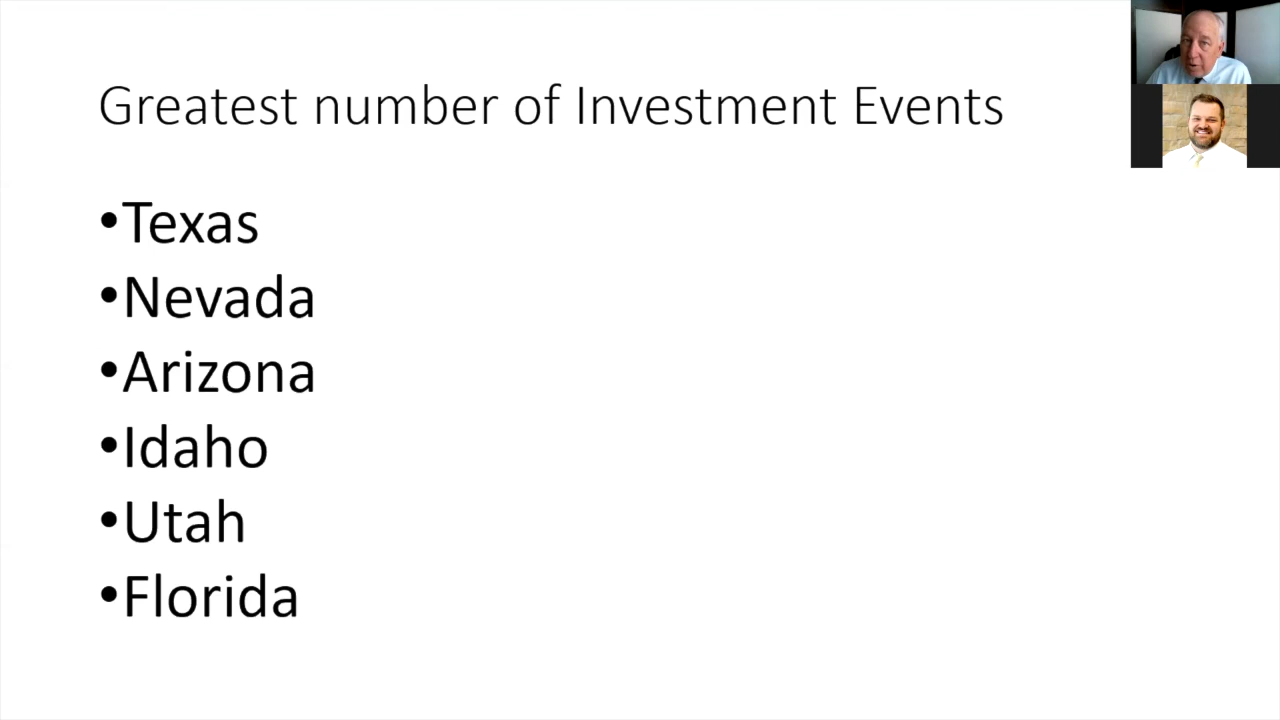 Greatest number of Investment Events
•Texas
•Nevada
•Arizona
•Idaho
•Utah
•Florida